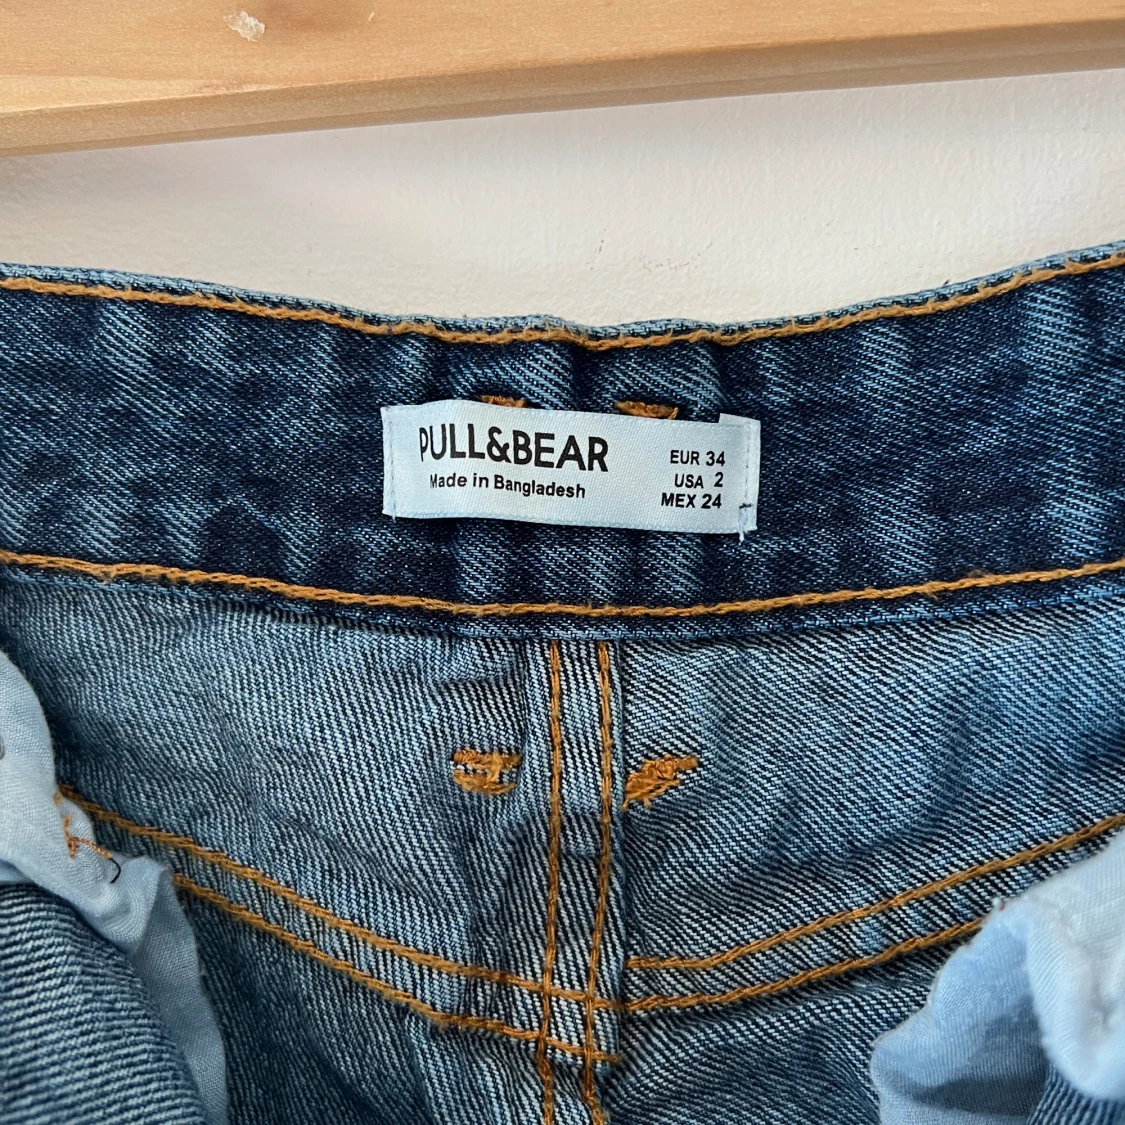 PULL&BEAR
Made in Bangladesh
EUR 34
USA 2
MEX 24